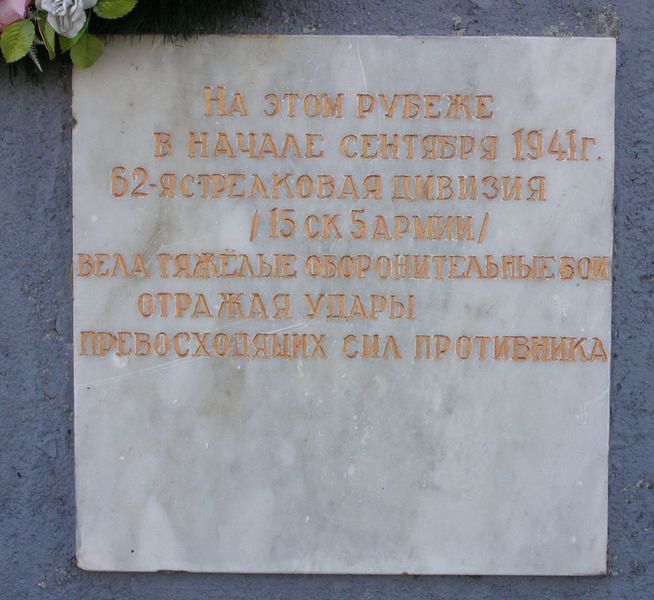 На этом рубеже
в начале сентября 1941г.
62-я стрелковая дивизия
/15 ск 5 армии/
вела тяжёлые оборонительные бои
отражая удары
превосходящих сил противника